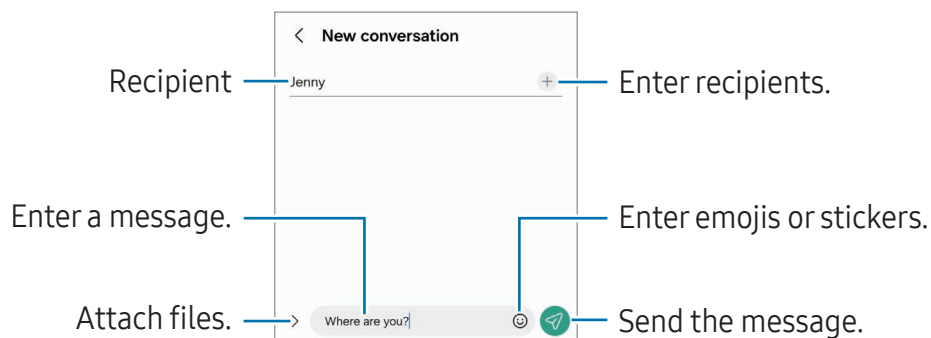 New conversation
Recipient
Jenny
Enter recipients.
Enter a message.
Enter emojis or stickers.
Attach files.
Where are you?
Send the message.